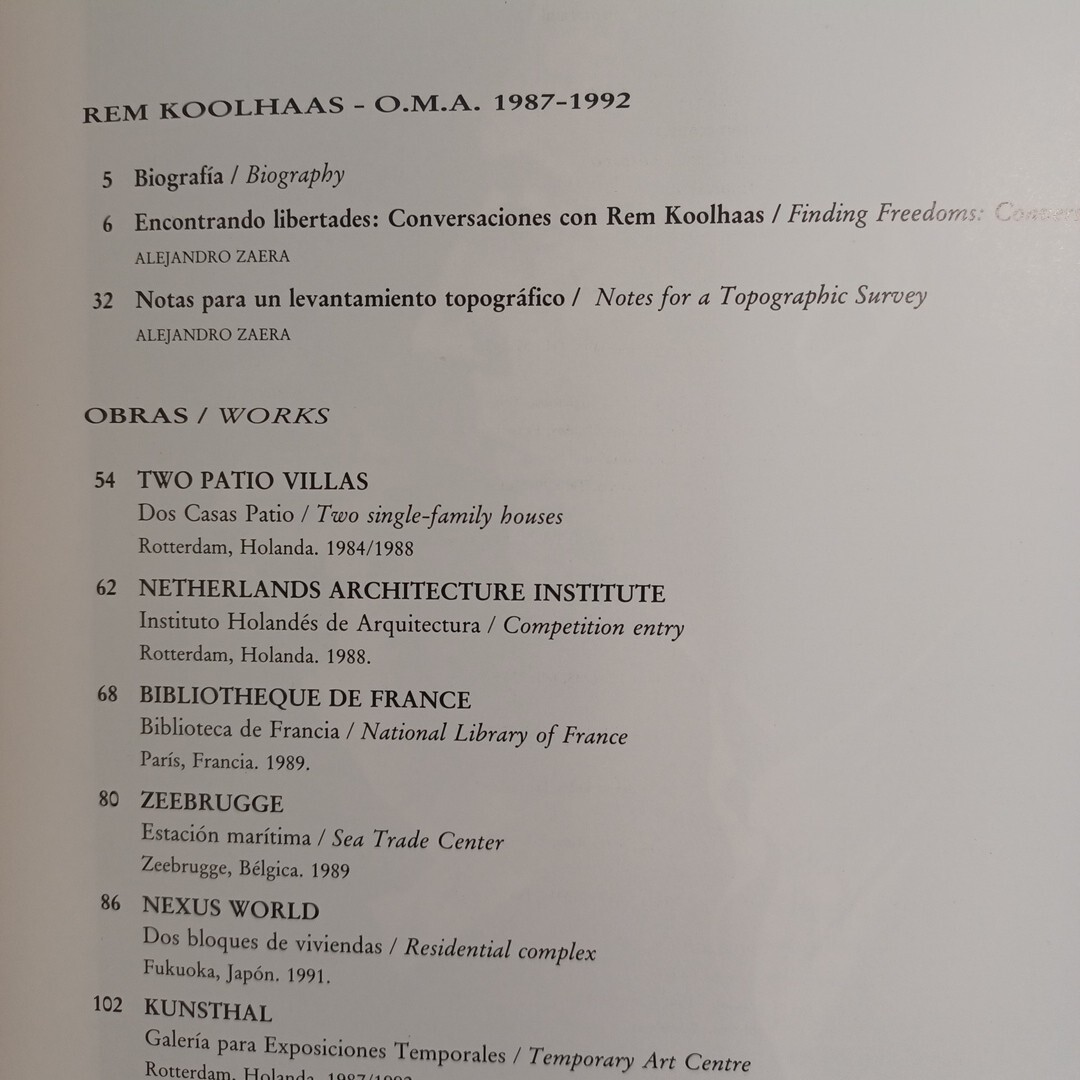 REM KOOLHAAS - O.M.A. 1987-1992
5 Biografía / Biography
6 Encontrando libertades: Conversaciones con Rem Koolhaas / Finding Freedoms:
ALEJANDRO ZAERA
32 Notas para un levantamiento topográfico / Notes for a Topographic Survey
ALEJANDRO ZAERA
OBRAS / WORKS
54 TWO PATIO VILLAS
Dos Casas Patio / Two single-family houses
Rotterdam, Holanda. 1984/1988
62 NETHERLANDS ARCHITECTURE INSTITUTE
Instituto Holandés de Arquitectura / Competition entry
Rotterdam, Holanda. 1988.
68 BIBLIOTHEQUE DE FRANCE
Biblioteca de Francia / National Library of France
París, Francia. 1989.
80 ZEEBRUGGE
Estación marítima / Sea Trade Center
Zeebrugge, Bélgica. 1989
86 NEXUS WORLD
Dos bloques de viviendas / Residential complex
Fukuoka, Japón. 1991.
102 KUNSTHAL
Galería para Exposiciones Temporales / Temporary Art Centre
Rotterdam, Holanda.